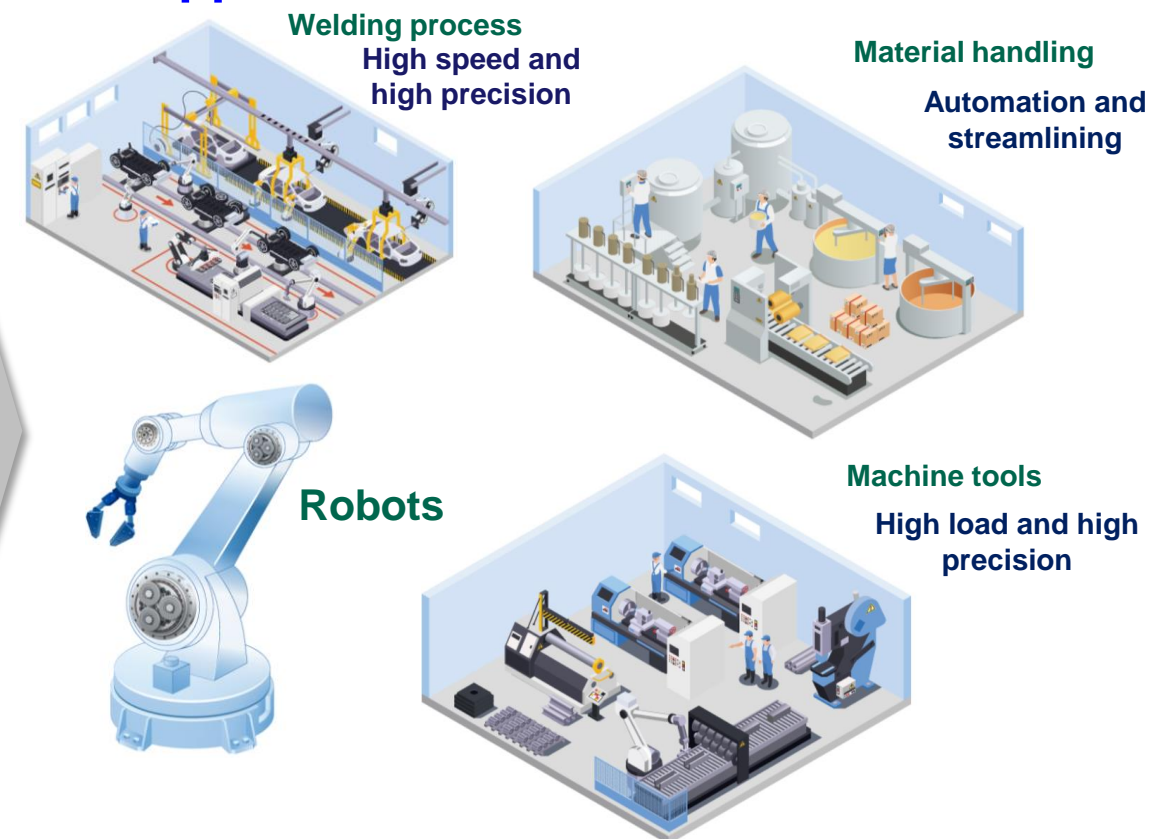 Welding process
High speed and
high precision
Material handling
Automation and
streamlining
Robots
Machine tools
High load and high
precision